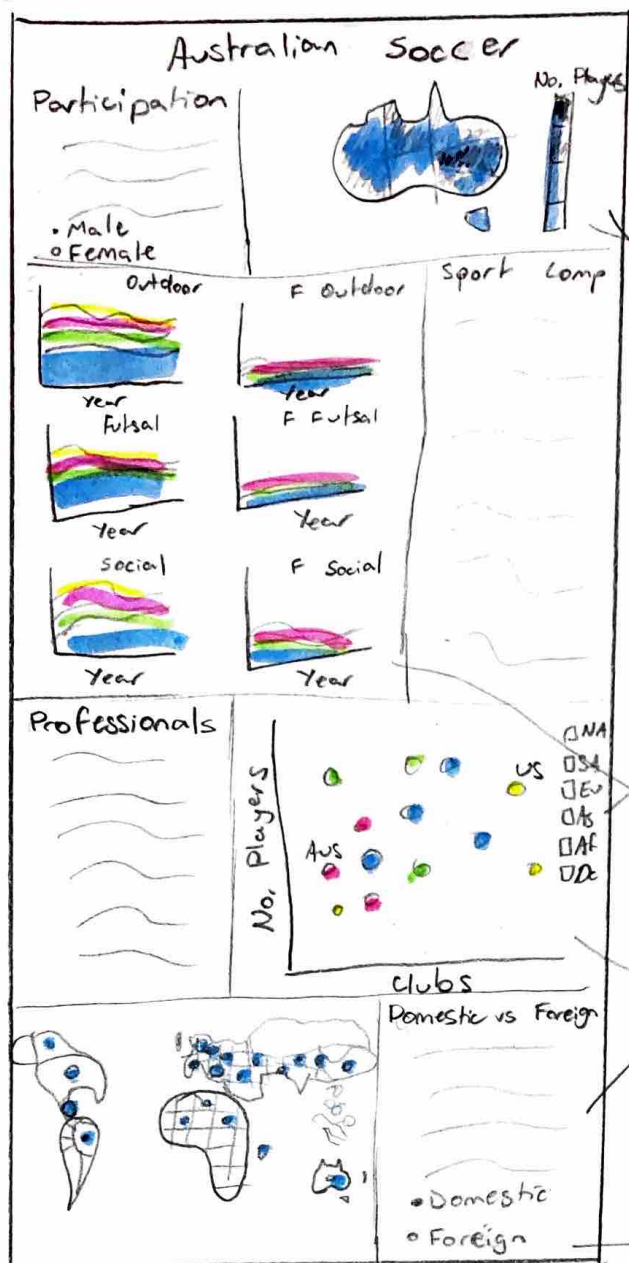 Australian Soccer
Participation
No. Players
• Male
o Female
Outdoor
F Outdoor
Sport Comp
Year
Year
Futsal
F Futsal
Year
Year
Social
F Social
Year
Year
Professionals
No. Players
NA
SA
Eu
As
Af
Oc
US
AUS
Clubs
Domestic vs Foreign
• Domestic
o Foreign